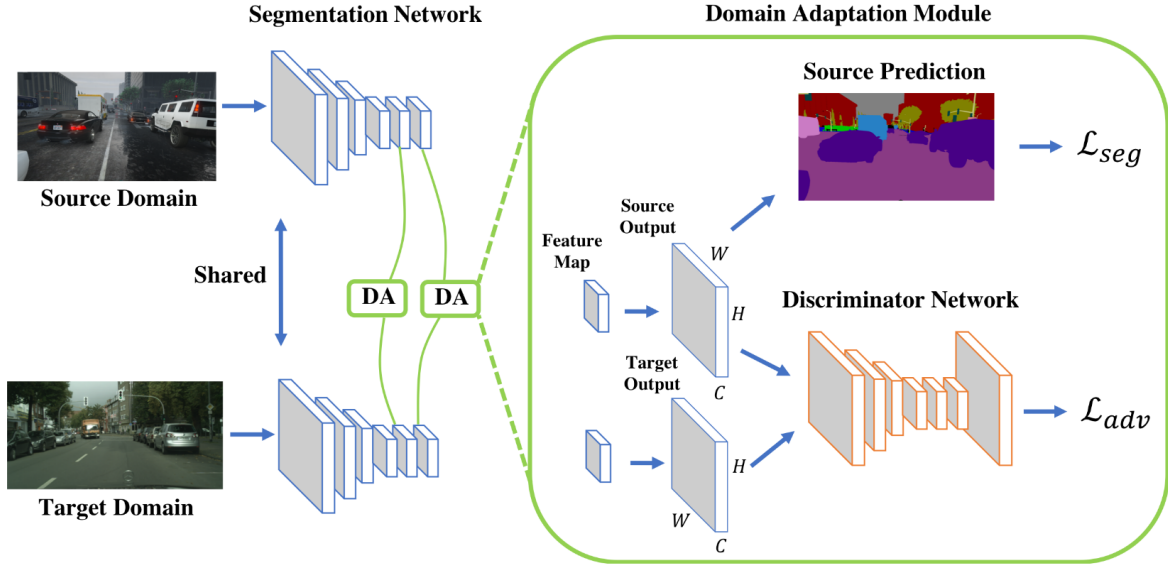 Segmentation Network
Domain Adaptation Module
Source Domain
Shared
Target Domain
DA
DA
Source Prediction
ℒ_seg
Source
Output
Feature
Map
W
H
C
Discriminator Network
Target
Output
H
W
C
ℒ_adv